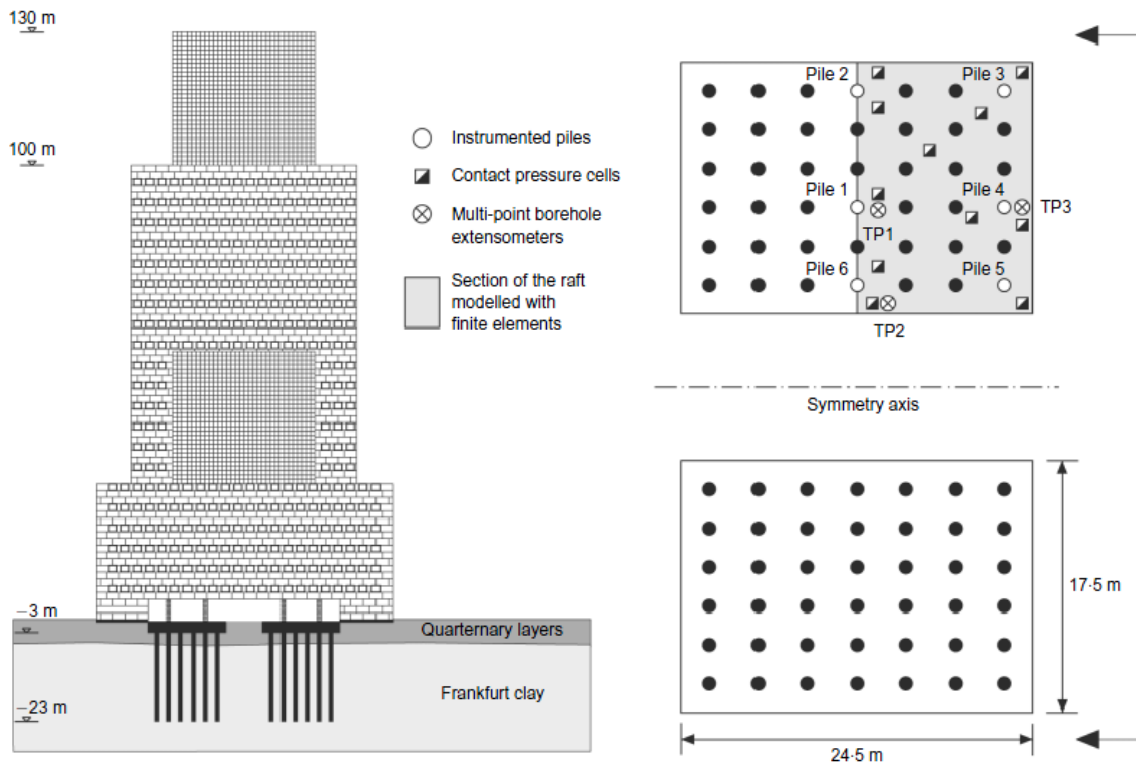 130 m
100 m
Instrumented piles
Contact pressure cells
Multi-point borehole
extensometers
Section of the raft
modelled with
finite elements
−3 m
Quarternary layers
Frankfurt clay
−23 m
Pile 2
Pile 3
Pile 1
Pile 4
TP3
TP1
Pile 6
Pile 5
TP2
Symmetry axis
17·5 m
24·5 m